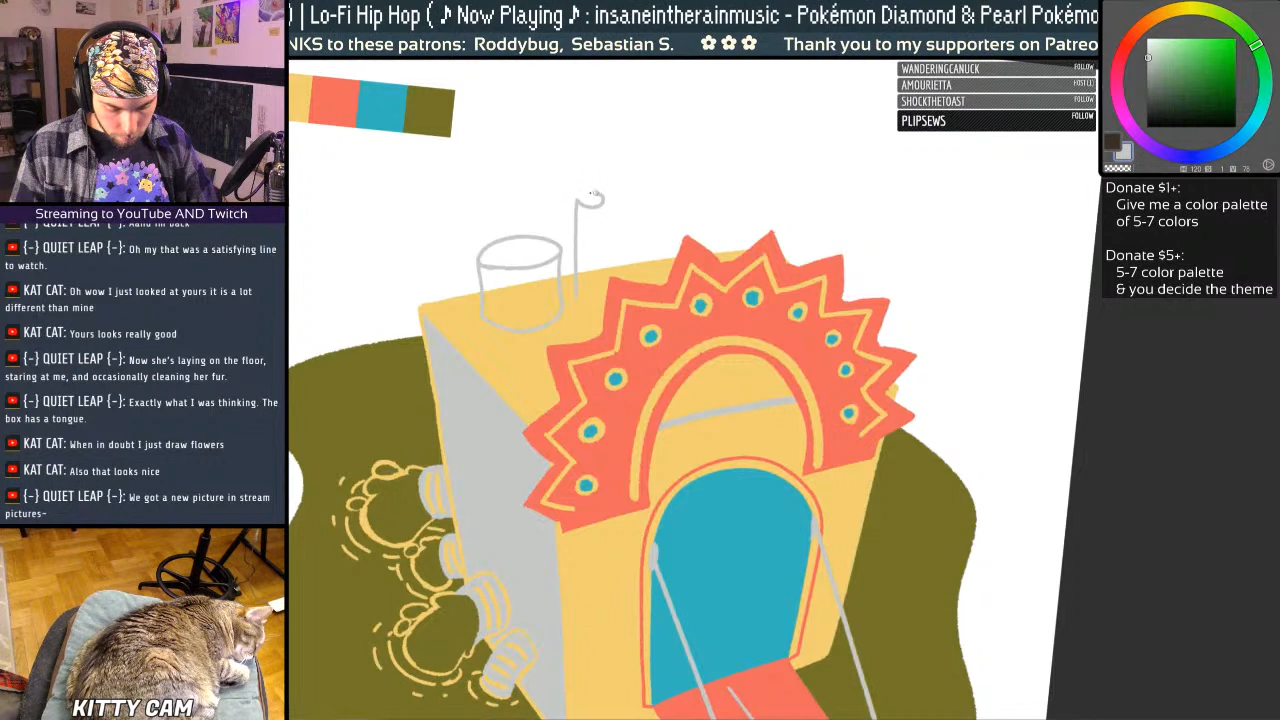 ) | Lo-Fi Hip Hop ( ♪ Now Playing ♪ : insaneintherainmusic - Pokémon Diamond & Pearl Pokémo
NKS to these patrons: Roddybug, Sebastian S. ✿ ✿ ✿ Thank you to my supporters on Patreo
WANDERINGCANUCK FOLLOW
AMOURIETTA
SHOCKTHETOAST FOLLOW
PLIPSEWS FOLLOW
Donate $1+:
Give me a color palette
of 5-7 colors
Donate $5+:
5-7 color palette
& you decide the theme
Streaming to YouTube AND Twitch
{-} QUIET LEAP {-}: Aand I'm back
{-} QUIET LEAP {-}: Oh my that was a satisfying line
to watch.
KAT CAT: Oh wow I just looked at yours it is a lot
different than mine
KAT CAT: Yours looks really good
{-} QUIET LEAP {-}: Now she's laying on the floor,
staring at me, and occasionally cleaning her fur.
{-} QUIET LEAP {-}: Exactly what I was thinking. The
box has a tongue.
KAT CAT: When in doubt I just draw flowers
KAT CAT: Also that looks nice
{-} QUIET LEAP {-}: We got a new picture in stream
pictures~
KITTY CAM